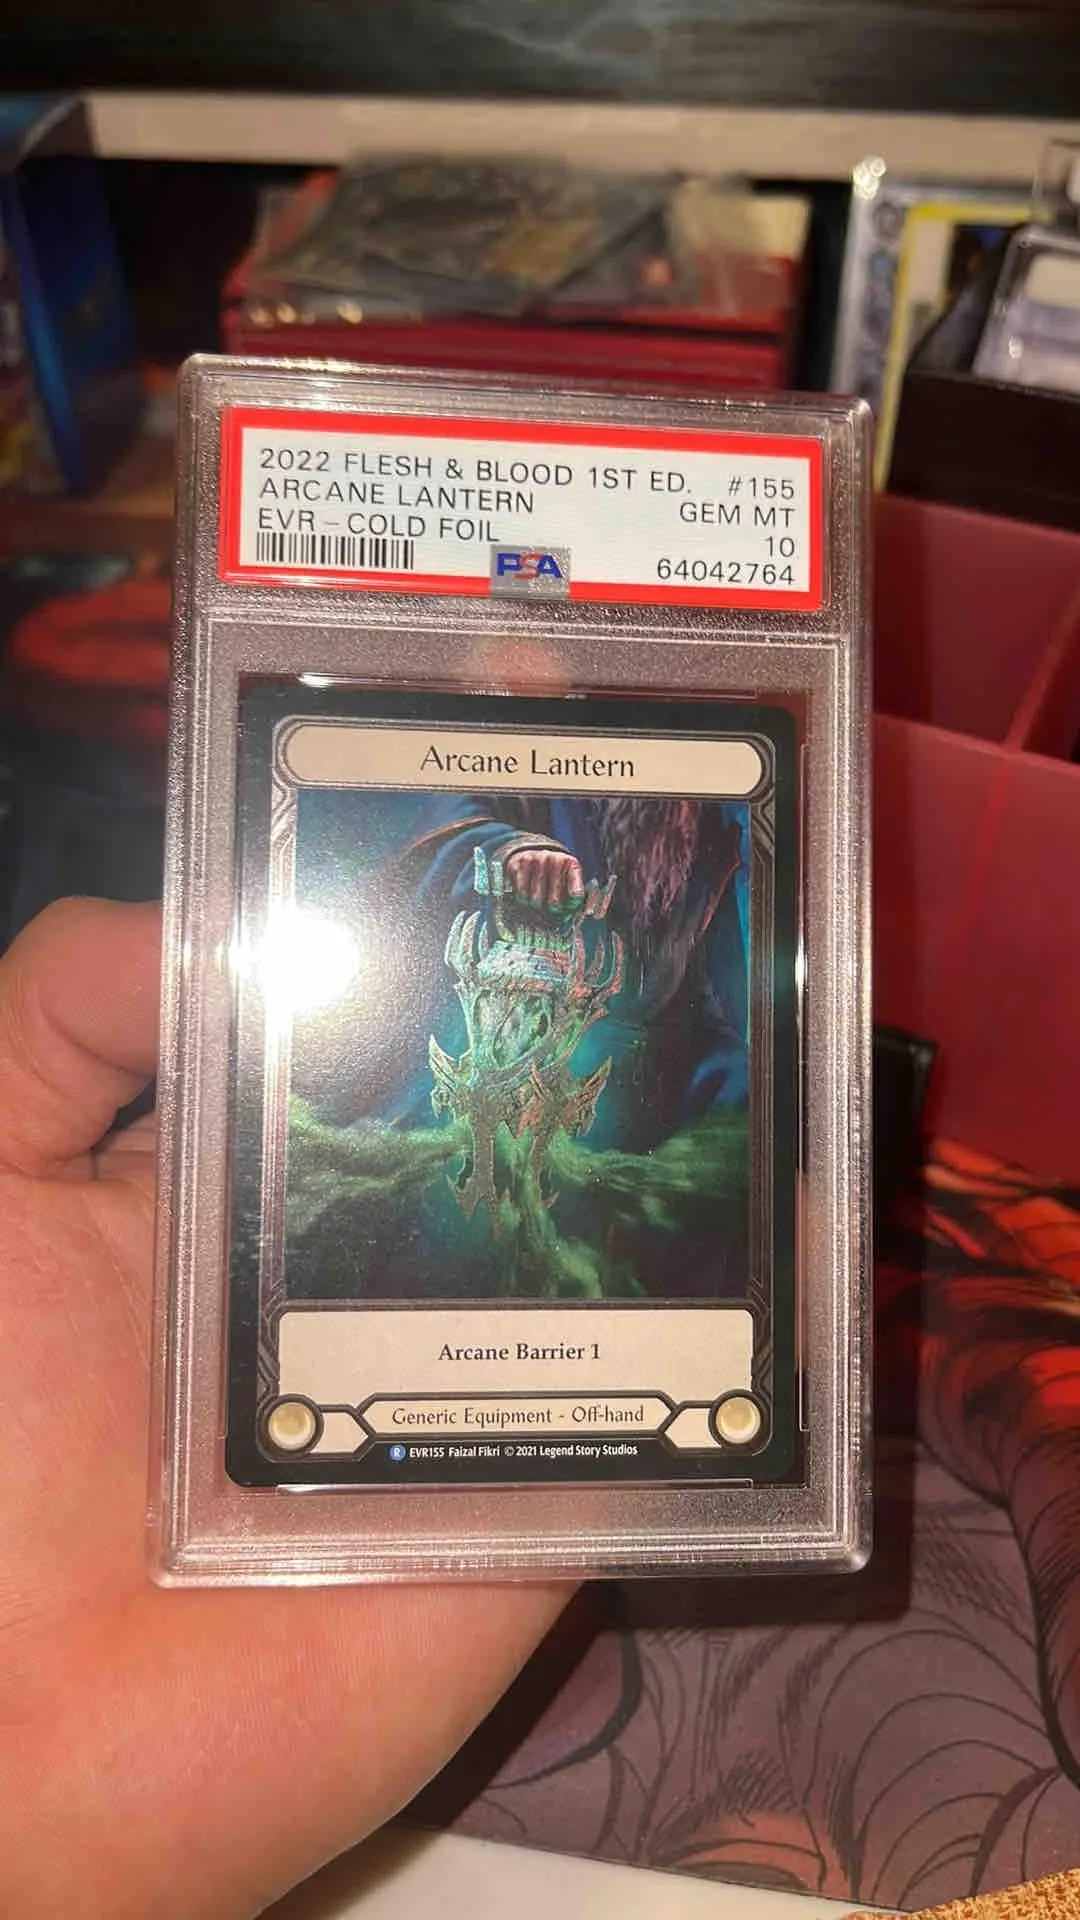 2022 FLESH & BLOOD 1ST ED. #155
ARCANE LANTERN GEM MT
EVR - COLD FOIL 10
PSA 64042764
Arcane Lantern
Arcane Barrier 1
Generic Equipment - Off-hand
R EVR155 Faizal Fikri © 2021 Legend Story Studios